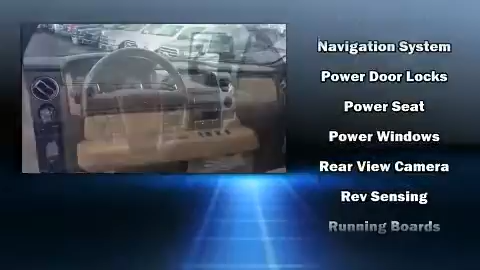 Navigation System
Power Door Locks
Power Seat
Power Windows
Rear View Camera
Rev Sensing
Running Boards